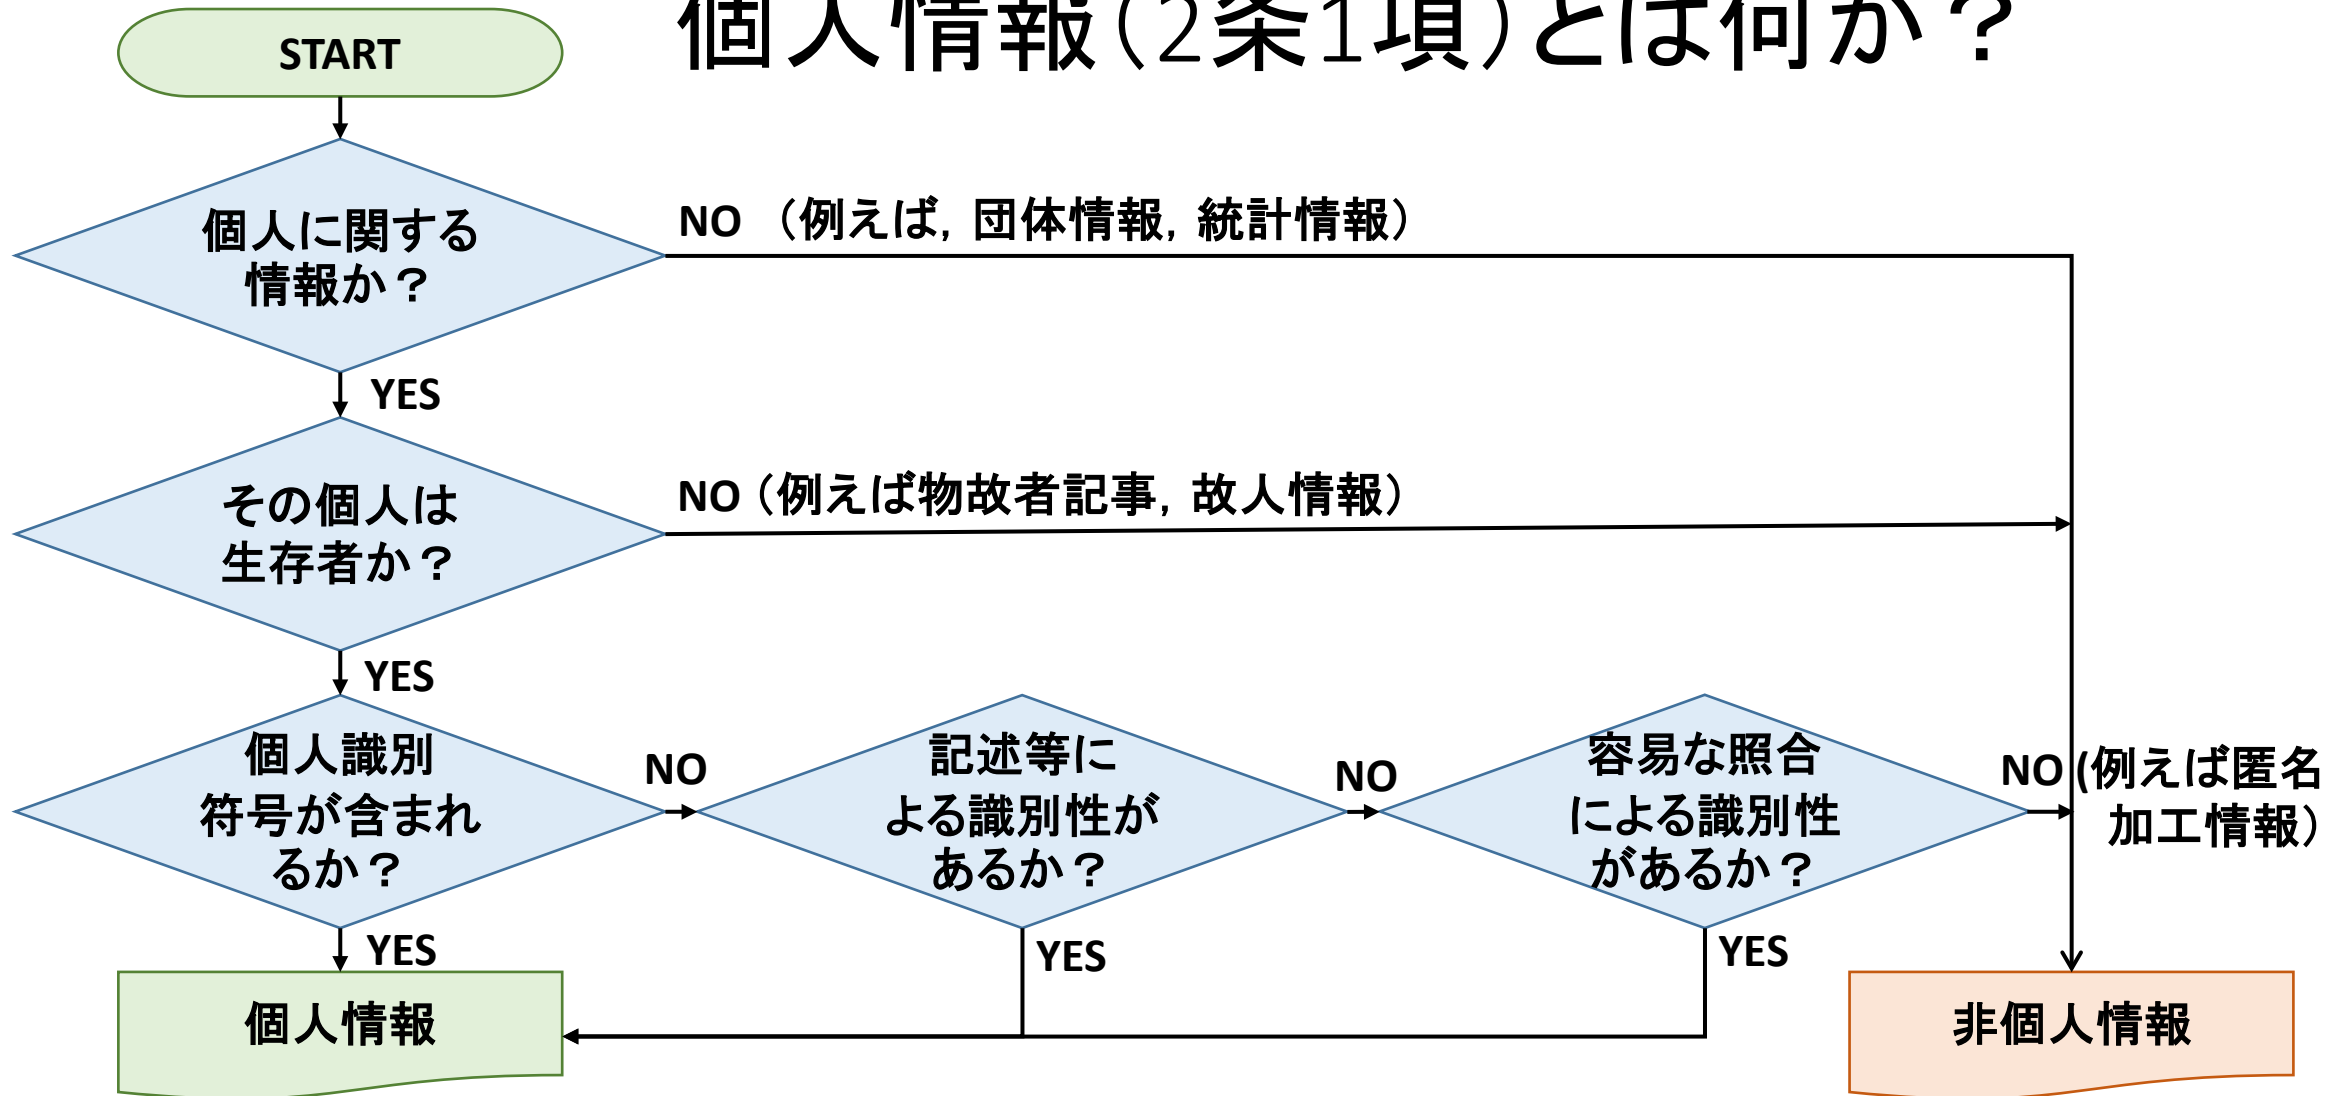 個人情報（2条1項）とは何か？
START
個人に関する
情報か？
NO （例えば，団体情報，統計情報）
YES
その個人は
生存者か？
NO（例えば物故者記事，故人情報）
YES
個人識別
符号が含まれ
るか？
NO
記述等に
よる識別性が
あるか？
NO
容易な照合
による識別性
があるか？
NO (例えば匿名
加工情報）
YES
YES
YES
個人情報
非個人情報